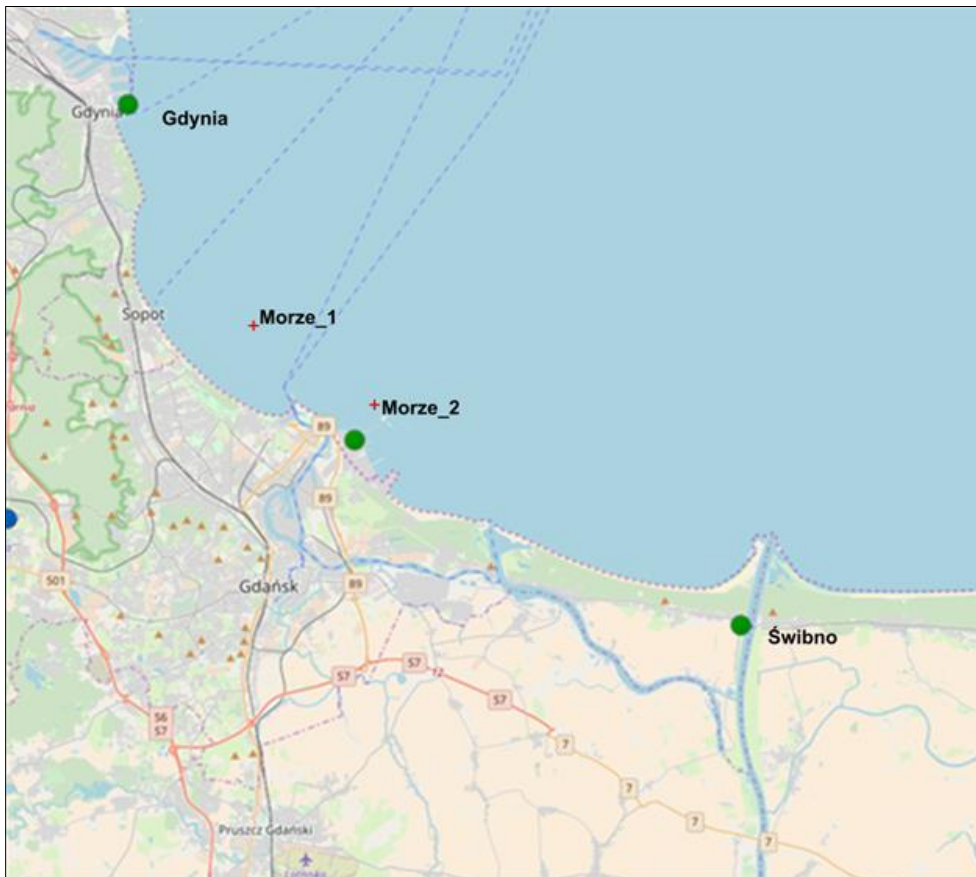 Gdynia
Gdynia
Morze_1
Sopot
Morze_2
89
89
501
Gdańsk
89
Świbno
S7
S7
12
S7
S6
S7
7
7
7
7
Pruszcz Gdański